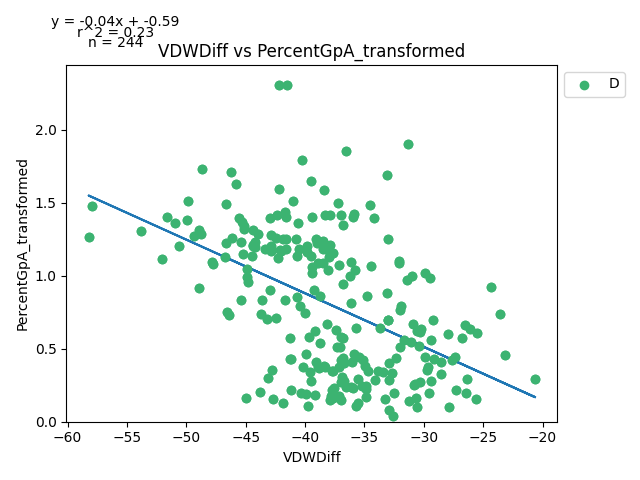 y = -0.04x + -0.59
r^2 = 0.23
n = 244
VDWDiff vs PercentGpA_transformed
D
PercentGpA_transformed
2.0
1.5
1.0
0.5
0.0
−60 −55 −50 −45 −40 −35 −30 −25 −20
VDWDiff